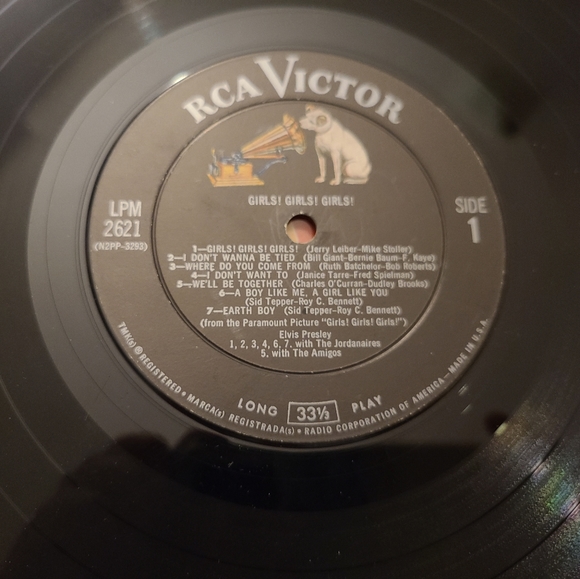 RCA VICTOR
GIRLS! GIRLS! GIRLS!
LPM
2621
(N2PP-3293)
SIDE
1
1—GIRLS! GIRLS! GIRLS! (Jerry Leiber-Mike Stoller)
2—I DON'T WANNA BE TIED (Bill Giant-Bernie Baum-F. Kaye)
3—WHERE DO YOU COME FROM (Ruth Batchelor-Bob Roberts)
4—I DON'T WANT TO (Janice Tarre-Fred Spielman)
5—WE'LL BE TOGETHER (Charles O'Curran-Dudley Brooks)
6—A BOY LIKE ME, A GIRL LIKE YOU
(Sid Tepper-Roy C. Bennett)
7—EARTH BOY (Sid Tepper-Roy C. Bennett)
(from the Paramount Picture "Girls! Girls! Girls!")
Elvis Presley
1, 2, 3, 4, 6, 7. with The Jordanaires
5. with The Amigos
LONG 33⅓ PLAY
TMK(s) ® REGISTERED • MARCA(s) REGISTRADA(s) • RADIO CORPORATION OF AMERICA—MADE IN U.S.A.